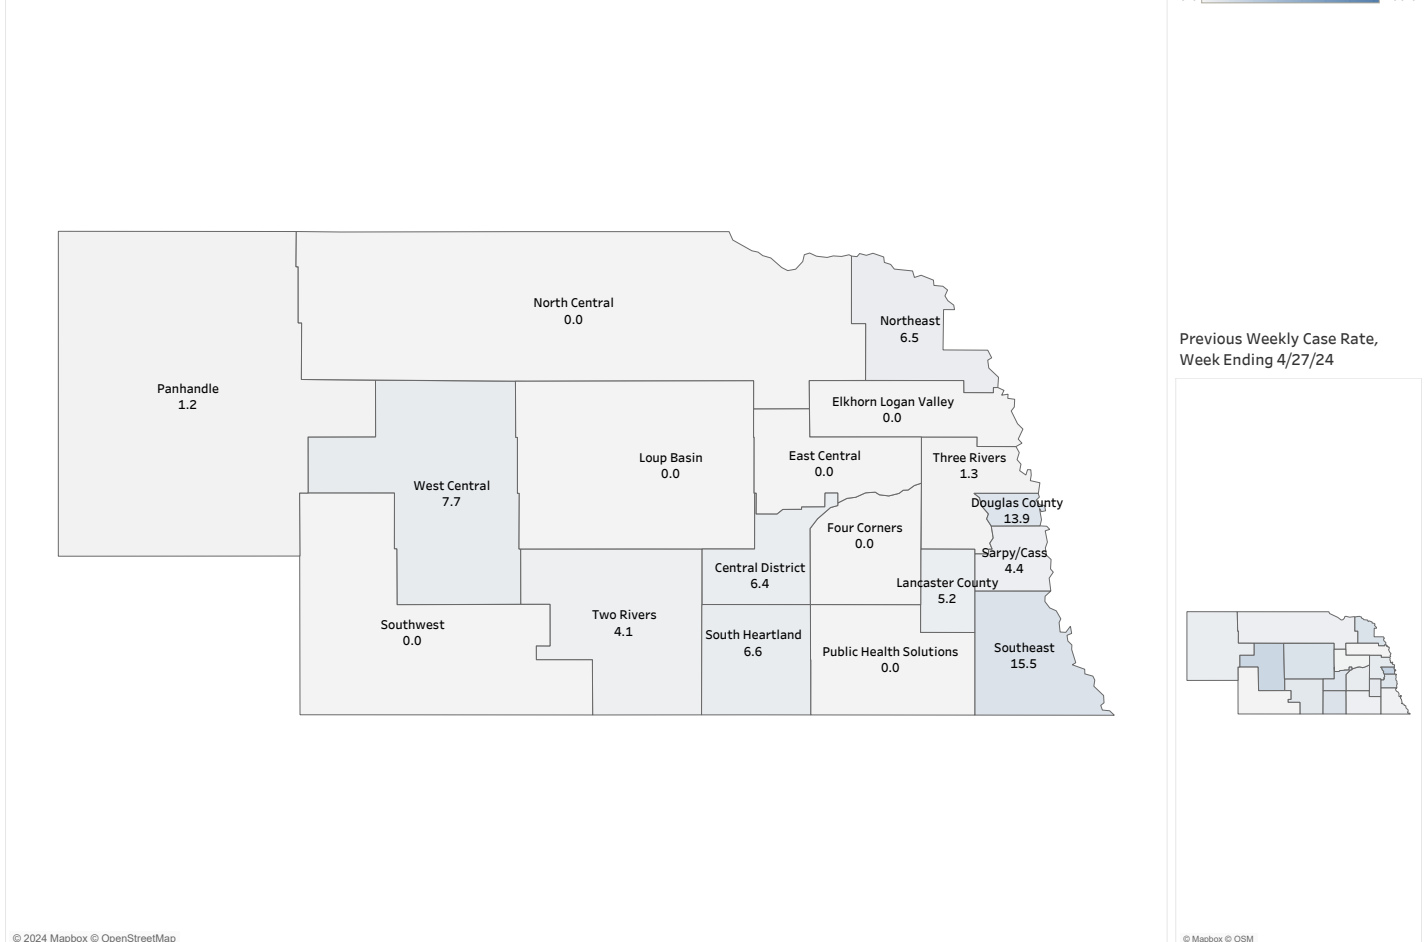 North Central
0.0
Northeast
6.5
Panhandle
1.2
Elkhorn Logan Valley
0.0
Loup Basin
0.0
East Central
0.0
Three Rivers
1.3
West Central
7.7
Douglas County
13.9
Four Corners
0.0
Sarpy/Cass
4.4
Central District
6.4
Lancaster County
5.2
Two Rivers
4.1
Southwest
0.0
South Heartland
6.6
Public Health Solutions
0.0
Southeast
15.5
© 2024 Mapbox © OpenStreetMap
Previous Weekly Case Rate,
Week Ending 4/27/24
© Mapbox © OSM